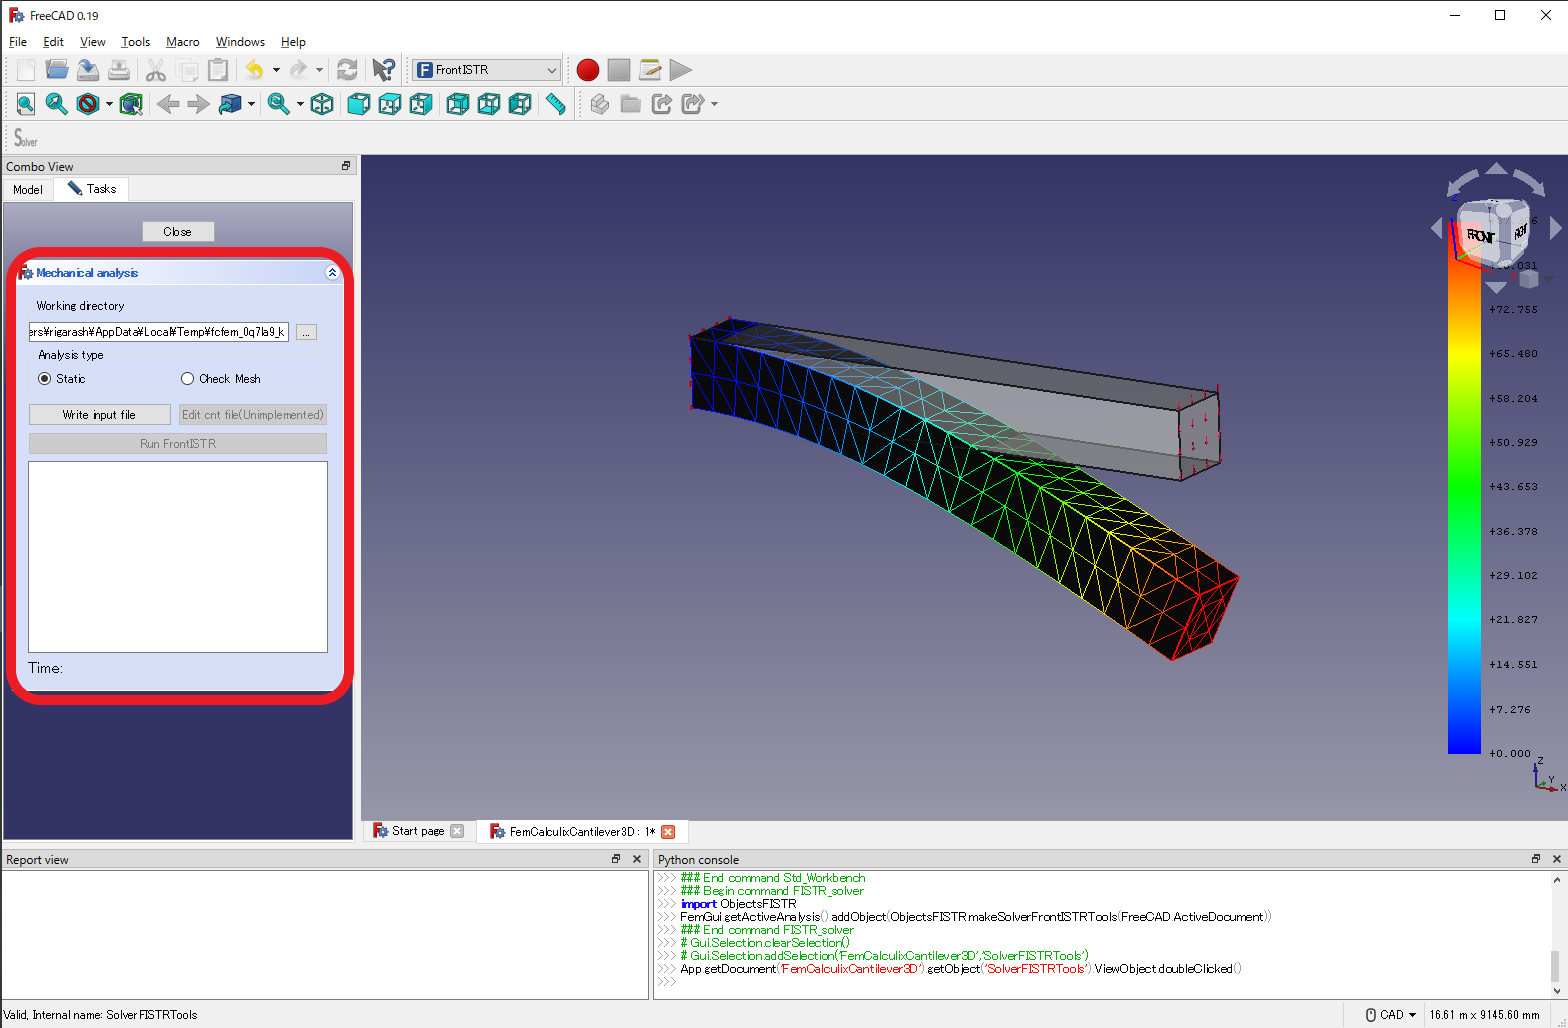 FreeCAD 0.19
File Edit View Tools Macro Windows Help
FrontISTR
Solver
Combo View
Model Tasks
Close
Mechanical analysis
Working directory
ers¥rigarash¥AppData¥Local¥Temp¥fcfem_0q7la9_k ...
Analysis type
Static Check Mesh
Write input file Edit cnt file(Unimplemented)
Run FrontISTR
Time:
Z
FRONT
+72.755
+65.480
+58.204
+50.929
+43.653
+36.378
+29.102
+21.827
+14.551
+7.276
+0.000
Z
Y
X
Start page FemCalculixCantilever3D : 1*
Report view
Python console
>>> ### End command Std_Workbench
>>> ### Begin command FISTR_solver
>>> import ObjectsFISTR
>>> FemGui.getActiveAnalysis().addObject(ObjectsFISTR.makeSolverFrontISTRTools(FreeCAD.ActiveDocument))
>>> ### End command FISTR_solver
>>> # Gui.Selection.clearSelection()
>>> # Gui.Selection.addSelection('FemCalculixCantilever3D','SolverFISTRTools')
>>> App.getDocument('FemCalculixCantilever3D').getObject('SolverFISTRTools').ViewObject.doubleClicked()
>>>
Valid, Internal name: SolverFISTRTools
CAD 16.61 m x 9145.60 mm